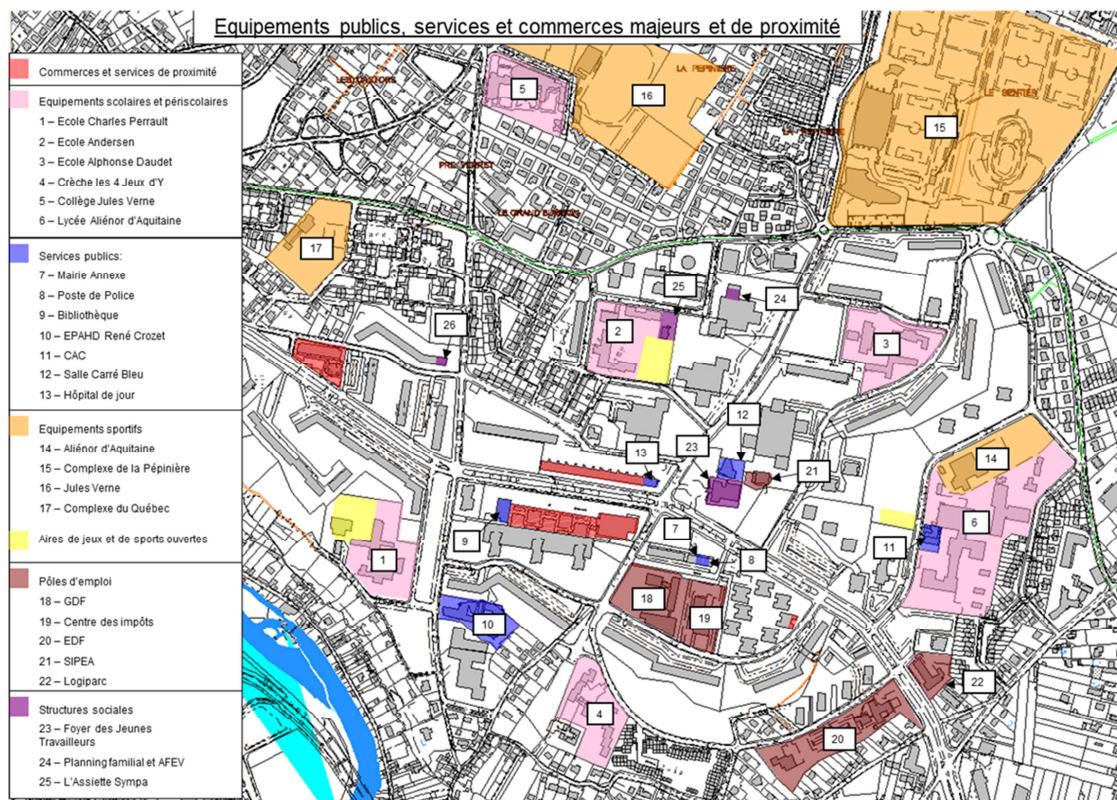 Equipements publics, services et commerces majeurs et de proximité
Commerces et services de proximité
Equipements scolaires et périscolaires
1 – Ecole Charles Perrault
2 – Ecole Andersen
3 – Ecole Alphonse Daudet
4 – Crèche les 4 Jeux d'Y
5 – Collège Jules Verne
6 – Lycée Aliénor d'Aquitaine
Services publics:
7 – Mairie Annexe
8 – Poste de Police
9 – Bibliothèque
10 – EPAHD René Crozet
11 – CAC
12 – Salle Carré Bleu
13 – Hôpital de jour
Equipements sportifs
14 – Aliénor d'Aquitaine
15 – Complexe de la Pépinière
16 – Jules Verne
17 – Complexe du Québec
Aires de jeux et de sports ouvertes
Pôles d'emploi
18 – GDF
19 – Centre des impôts
20 – EDF
21 – SIPEA
22 – Logiparc
Structures sociales
23 – Foyer des Jeunes
Travailleurs
24 – Planning familial et AFEV
25 – L'Assiette Sympa
LES CASTORS
LA PEPINIERE
LE SENTIER
5
16
15
PRE PERRET
17
25
24
26
2
3
12
23
13
21
14
6
7
9
1
8
11
18
10
19
22
4
20